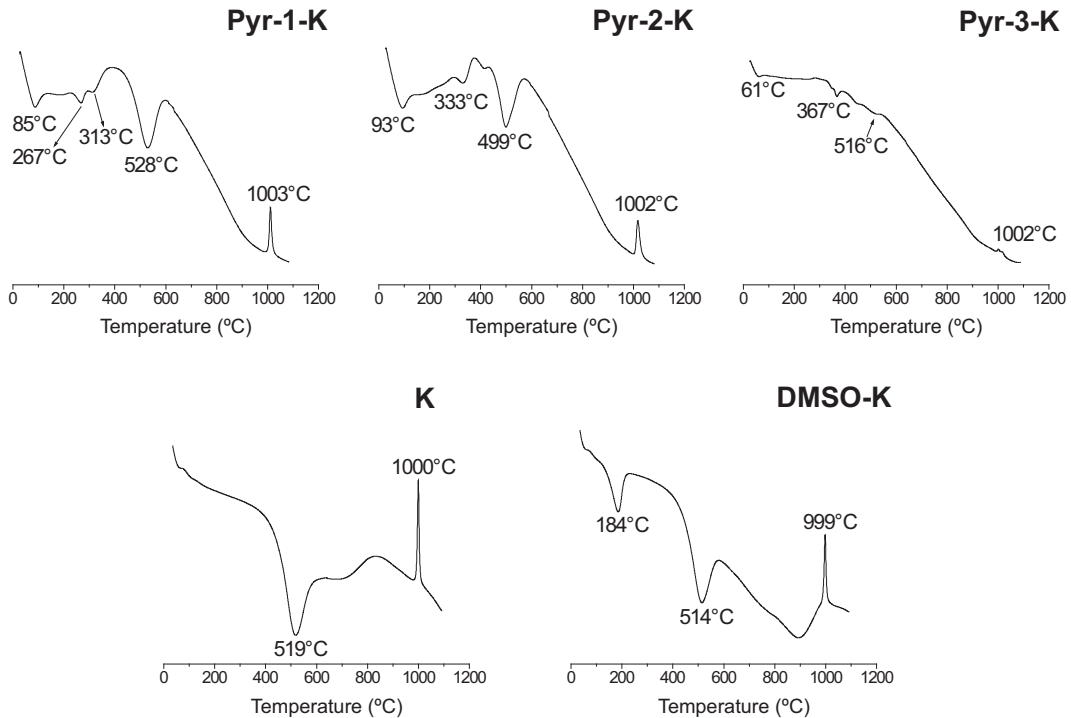 Pyr-1-K
85°C
267°C
313°C
528°C
1003°C
0 200 400 600 800 1000 1200
Temperature (ºC)
Pyr-2-K
93°C
333°C
499°C
1002°C
0 200 400 600 800 1000 1200
Temperature (ºC)
Pyr-3-K
61°C
367°C
516°C
1002°C
0 200 400 600 800 1000 1200
Temperature (ºC)
K
519°C
1000°C
0 200 400 600 800 1000 1200
Temperature (ºC)
DMSO-K
184°C
514°C
999°C
0 200 400 600 800 1000 1200
Temperature (ºC)